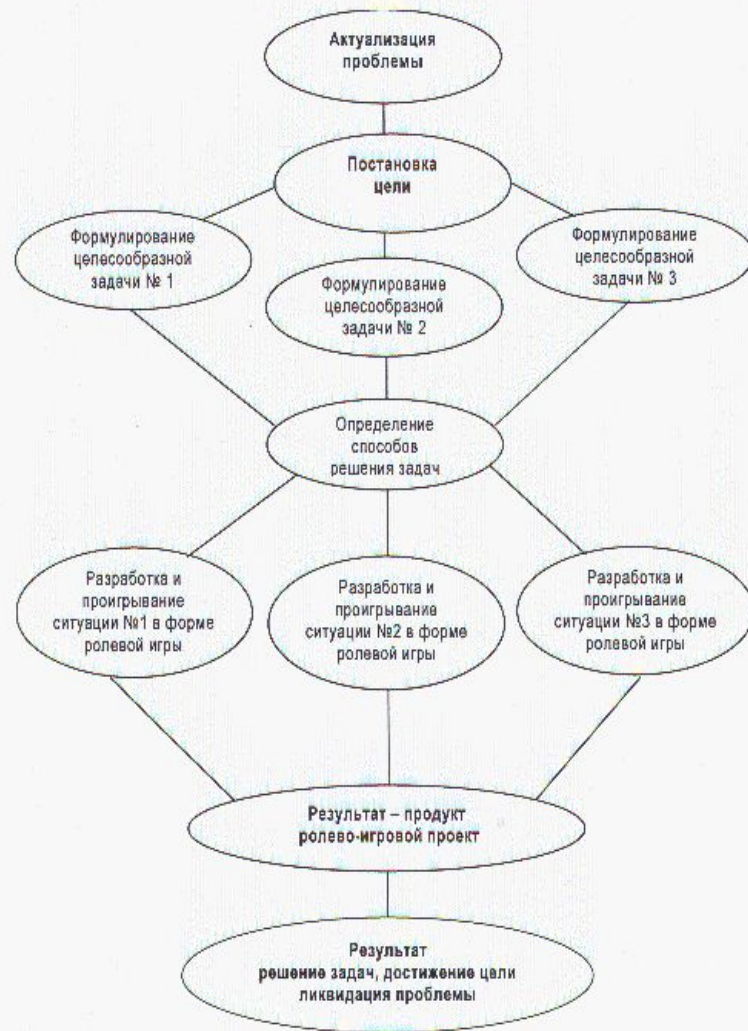 Актуализация
проблемы
Постановка
цели
Формулирование
целесообразной
задачи № 1
Формулирование
целесообразной
задачи № 2
Формулирование
целесообразной
задачи № 3
Определение
способов
решения задач
Разработка и
проигрывание
ситуации №1 в форме
ролевой игры
Разработка и
проигрывание
ситуации №2 в форме
ролевой игры
Разработка и
проигрывание
ситуации №3 в форме
ролевой игры
Результат – продукт
ролево-игровой проект
Результат
решение задач, достижение цели
ликвидация проблемы